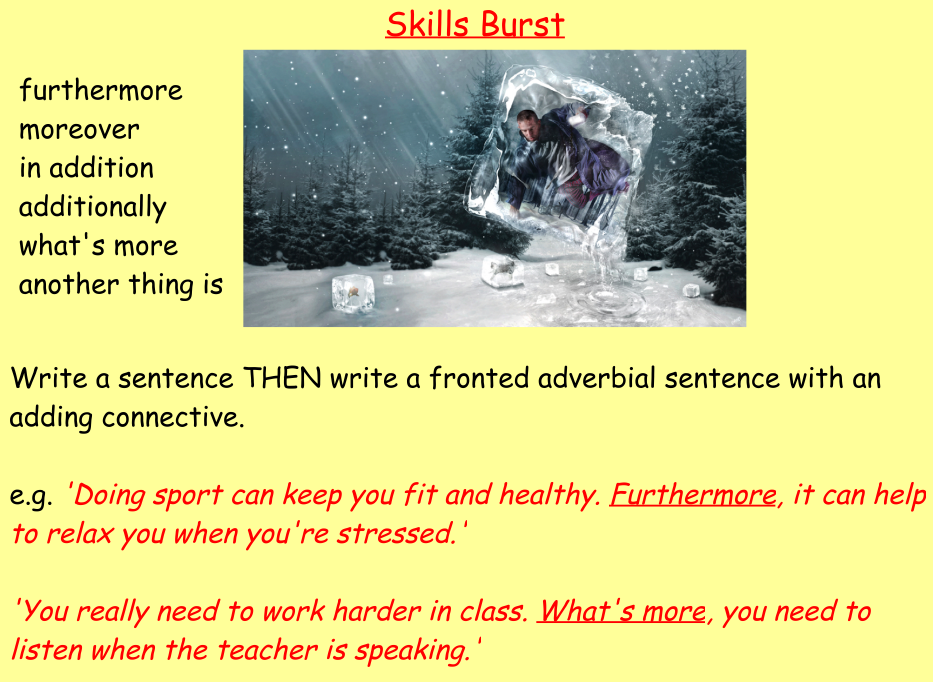 Skills Burst
furthermore
moreover
in addition
additionally
what's more
another thing is
Write a sentence THEN write a fronted adverbial sentence with an
adding connective.
e.g. 'Doing sport can keep you fit and healthy. Furthermore, it can help
to relax you when you're stressed.'
'You really need to work harder in class. What's more, you need to
listen when the teacher is speaking.'